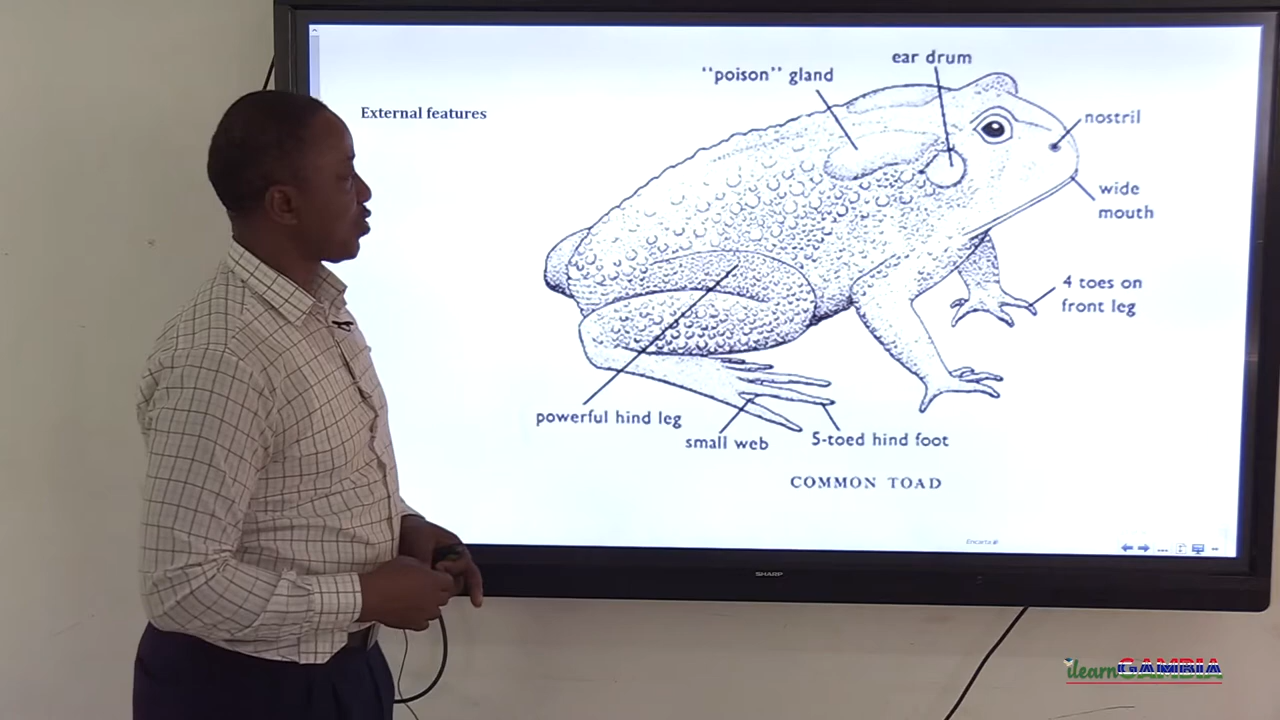 External features
"poison" gland
ear drum
nostril
wide
mouth
4 toes on
front leg
powerful hind leg
small web
5-toed hind foot
COMMON TOAD
Encarta
SHARP
ilearnGAMBIA